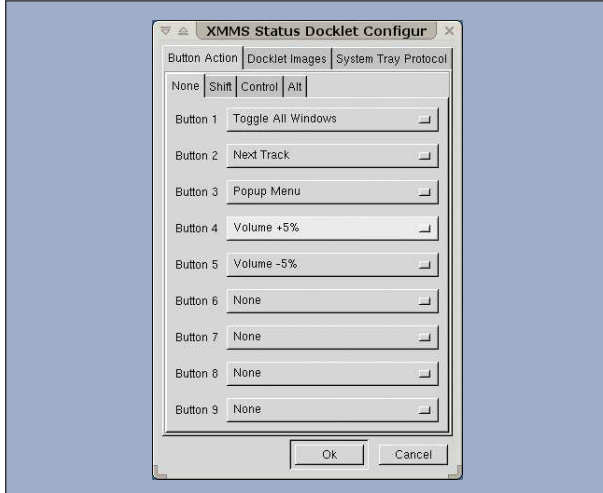 XMMS Status Docklet Configur
Button Action Docklet Images System Tray Protocol
None Shift Control Alt
Button 1 Toggle All Windows
Button 2 Next Track
Button 3 Popup Menu
Button 4 Volume +5%
Button 5 Volume -5%
Button 6 None
Button 7 None
Button 8 None
Button 9 None
Ok Cancel